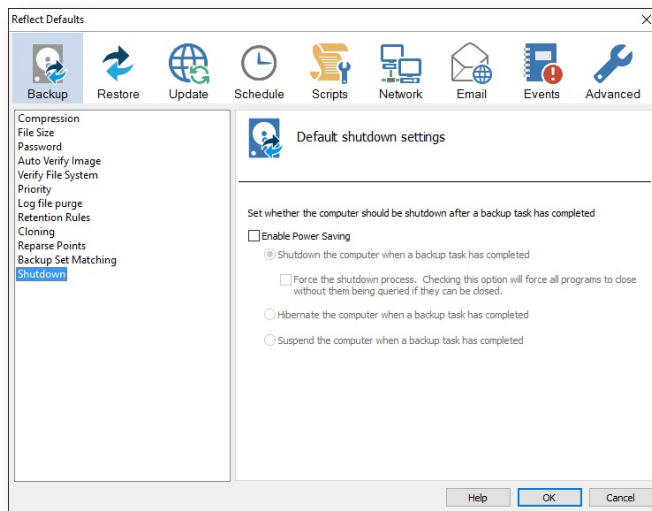 Reflect Defaults
Backup Restore Update Schedule Scripts Network Email Events Advanced
Compression
File Size
Password
Auto Verify Image
Verify File System
Priority
Log file purge
Retention Rules
Cloning
Reparse Points
Backup Set Matching
Shutdown
Default shutdown settings
Set whether the computer should be shutdown after a backup task has completed
Enable Power Saving
Shutdown the computer when a backup task has completed
Force the shutdown process. Checking this option will force all programs to close
without them being queried if they can be closed.
Hibernate the computer when a backup task has completed
Suspend the computer when a backup task has completed
Help OK Cancel